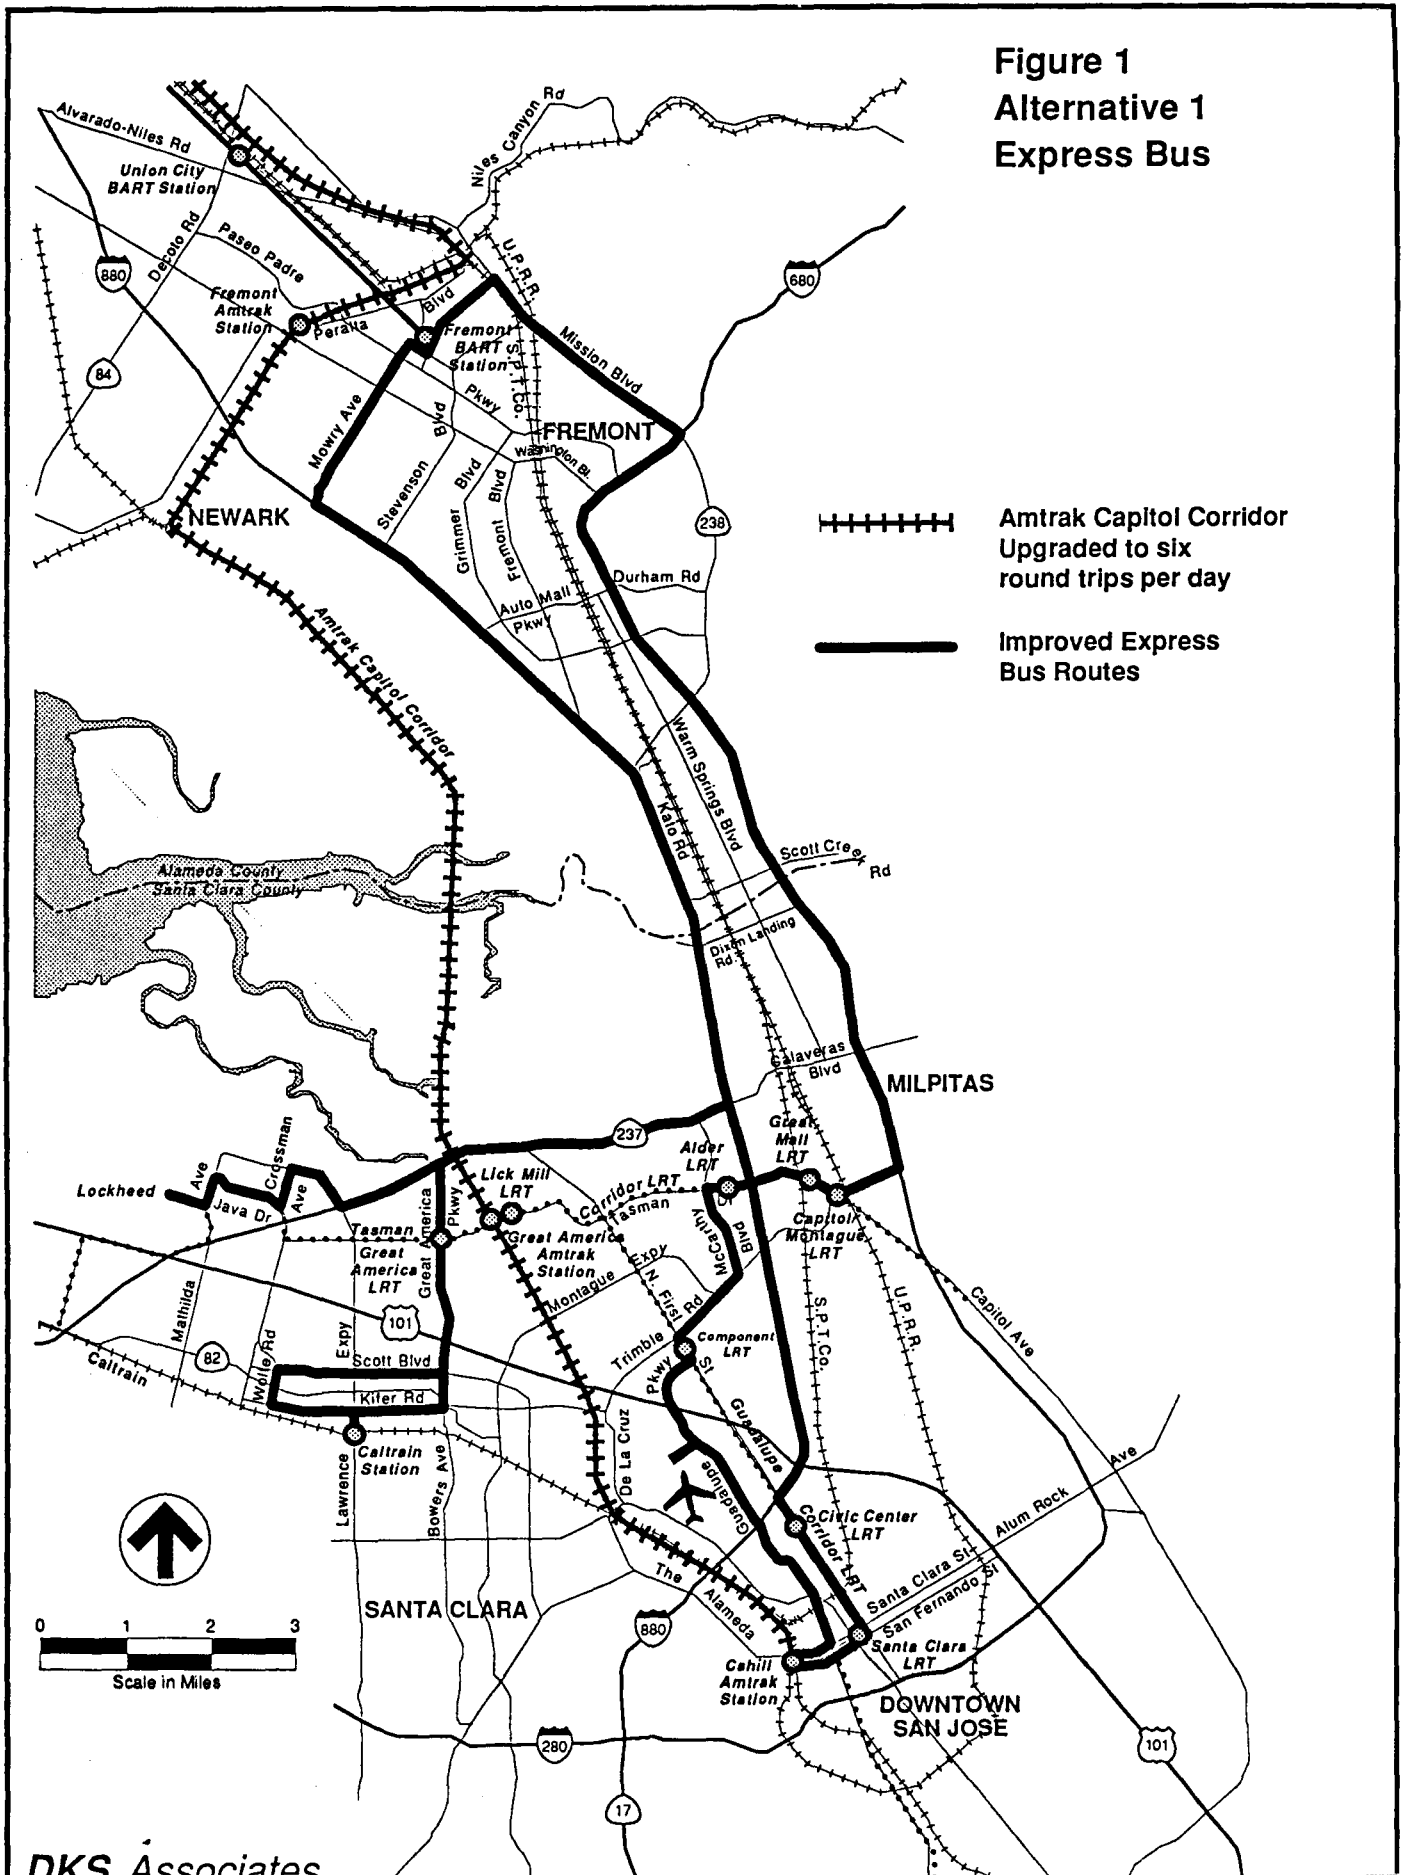 Figure 1
Alternative 1
Express Bus
Alvarado-Niles Rd
Union City
BART Station
Niles Canyon Rd
Decoto Rd
Paseo Padre
880
Fremont
Amtrak
Station
Peralta
Blvd
U.P.R.R.
680
Fremont
BART
Station
S.P.T.Co.
Mission Blvd
84
Pkwy
Mowry Ave
Blvd
FREMONT
Washington Bl.
Stevenson
Blvd
Blvd
NEWARK
Grimmer
Fremont
238
Amtrak Capitol Corridor
Upgraded to six
round trips per day
Durham Rd
Auto Mall
Pkwy
Improved Express
Bus Routes
Amtrak Capitol Corridor
Warm Springs Blvd
Kato Rd
Scott Creek
Rd
Alameda County
Santa Clara County
Dixon Landing
Rd.
Calaveras
Blvd
MILPITAS
237
Great
Mall
LRT
Alder
LRT
Crossman
Ave
Ave
Lockheed
Java Dr
Lick Mill
LRT
Corridor LRT
Tasman
Capitol/
Montague
LRT
McCarthy
Blvd
Great America
Pkwy
Tasman
Great
America
LRT
Great America
Amtrak
Station
Montague
Expy
N. First
St
Rd
Trimble
Component
LRT
Pkwy
Mathilda
101
82
Wolfe Rd
Expy
Scott Blvd
Kifer Rd
Caltrain
Caltrain
Station
Lawrence
Bowers Ave
De La Cruz
Guadalupe
Guadalupe
Corridor LRT
S.P.T.Co.
U.P.R.R.
Capitol Ave
Civic Center
LRT
Alum Rock
Ave
Santa Clara St
San Fernando St
The
Alameda
SANTA CLARA
880
Cahill
Amtrak
Station
Santa Clara
LRT
DOWNTOWN
SAN JOSE
0 1 2 3
Scale in Miles
280
101
17
DKS Associates